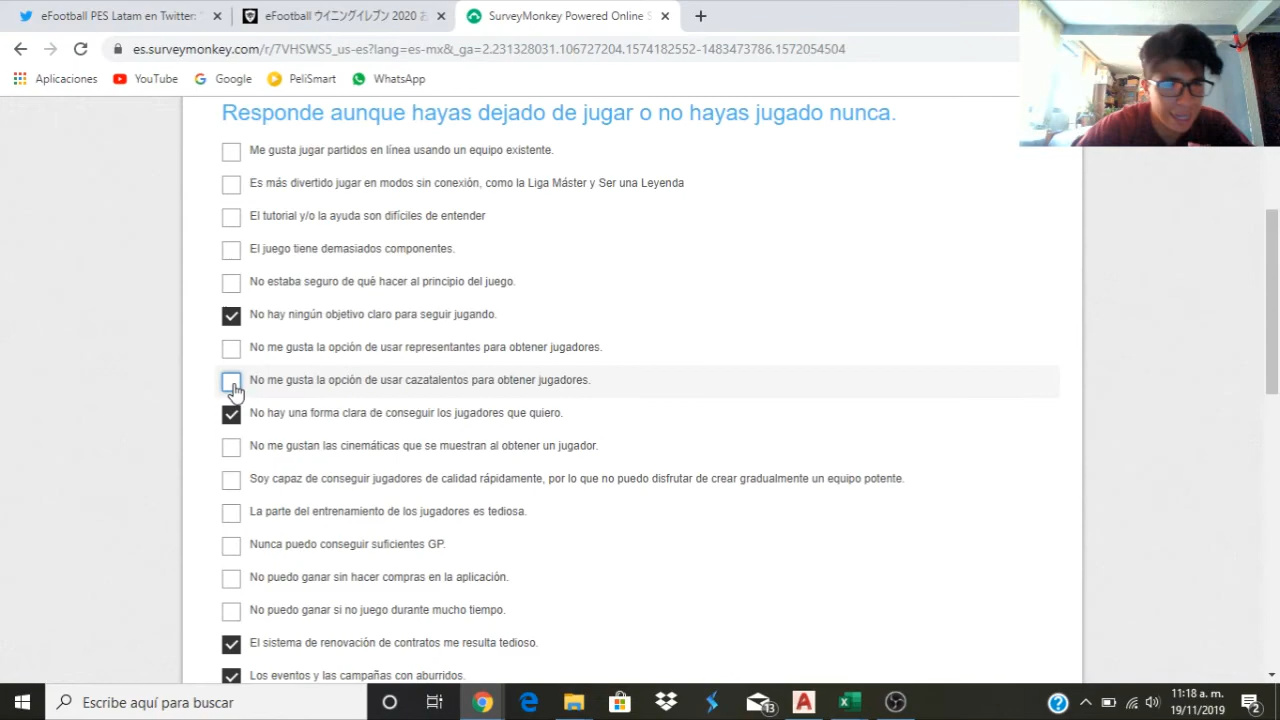 eFootball PES Latam en Twitter:
eFootball ウイニングイレブン 2020
SurveyMonkey Powered Online S
es.surveymonkey.com/r/7VHSWS5_us-es?lang=es-mx&_ga=2.231328031.106727204.1574182552-1483473786.1572054504
Aplicaciones YouTube Google PeliSmart WhatsApp
Responde aunque hayas dejado de jugar o no hayas jugado nunca.
Me gusta jugar partidos en línea usando un equipo existente.
Es más divertido jugar en modos sin conexión, como la Liga Máster y Ser una Leyenda
El tutorial y/o la ayuda son difíciles de entender
El juego tiene demasiados componentes.
No estaba seguro de qué hacer al principio del juego.
No hay ningún objetivo claro para seguir jugando.
No me gusta la opción de usar representantes para obtener jugadores.
No me gusta la opción de usar cazatalentos para obtener jugadores.
No hay una forma clara de conseguir los jugadores que quiero.
No me gustan las cinemáticas que se muestran al obtener un jugador.
Soy capaz de conseguir jugadores de calidad rápidamente, por lo que no puedo disfrutar de crear gradualmente un equipo potente.
La parte del entrenamiento de los jugadores es tediosa.
Nunca puedo conseguir suficientes GP.
No puedo ganar sin hacer compras en la aplicación.
No puedo ganar si no juego durante mucho tiempo.
El sistema de renovación de contratos me resulta tedioso.
Los eventos y las campañas con aburridos.
Escribe aquí para buscar
13
11:18 a. m.
19/11/2019
2